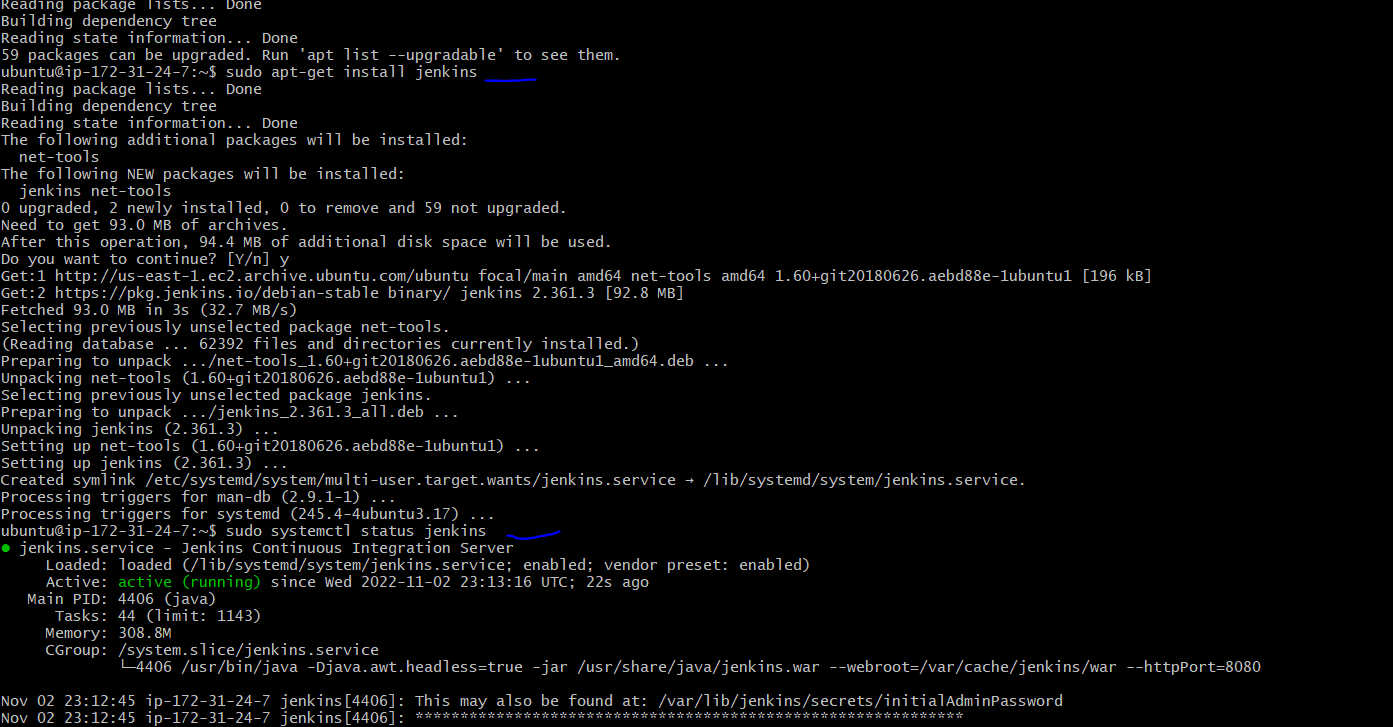 Reading package lists... Done
Building dependency tree
Reading state information... Done
59 packages can be upgraded. Run 'apt list --upgradable' to see them.
ubuntu@ip-172-31-24-7:~$ sudo apt-get install jenkins
Reading package lists... Done
Building dependency tree
Reading state information... Done
The following additional packages will be installed:
  net-tools
The following NEW packages will be installed:
  jenkins net-tools
0 upgraded, 2 newly installed, 0 to remove and 59 not upgraded.
Need to get 93.0 MB of archives.
After this operation, 94.4 MB of additional disk space will be used.
Do you want to continue? [Y/n] y
Get:1 http://us-east-1.ec2.archive.ubuntu.com/ubuntu focal/main amd64 net-tools amd64 1.60+git20180626.aebd88e-1ubuntu1 [196 kB]
Get:2 https://pkg.jenkins.io/debian-stable binary/ jenkins 2.361.3 [92.8 MB]
Fetched 93.0 MB in 3s (32.7 MB/s)
Selecting previously unselected package net-tools.
(Reading database ... 62392 files and directories currently installed.)
Preparing to unpack .../net-tools_1.60+git20180626.aebd88e-1ubuntu1_amd64.deb ...
Unpacking net-tools (1.60+git20180626.aebd88e-1ubuntu1) ...
Selecting previously unselected package jenkins.
Preparing to unpack .../jenkins_2.361.3_all.deb ...
Unpacking jenkins (2.361.3) ...
Setting up net-tools (1.60+git20180626.aebd88e-1ubuntu1) ...
Setting up jenkins (2.361.3) ...
Created symlink /etc/systemd/system/multi-user.target.wants/jenkins.service → /lib/systemd/system/jenkins.service.
Processing triggers for man-db (2.9.1-1) ...
Processing triggers for systemd (245.4-4ubuntu3.17) ...
ubuntu@ip-172-31-24-7:~$ sudo systemctl status jenkins
● jenkins.service - Jenkins Continuous Integration Server
     Loaded: loaded (/lib/systemd/system/jenkins.service; enabled; vendor preset: enabled)
     Active: active (running) since Wed 2022-11-02 23:13:16 UTC; 22s ago
   Main PID: 4406 (java)
      Tasks: 44 (limit: 1143)
     Memory: 308.8M
     CGroup: /system.slice/jenkins.service
             └─4406 /usr/bin/java -Djava.awt.headless=true -jar /usr/share/java/jenkins.war --webroot=/var/cache/jenkins/war --httpPort=8080
Nov 02 23:12:45 ip-172-31-24-7 jenkins[4406]: This may also be found at: /var/lib/jenkins/secrets/initialAdminPassword
Nov 02 23:12:45 ip-172-31-24-7 jenkins[4406]: *************************************************************